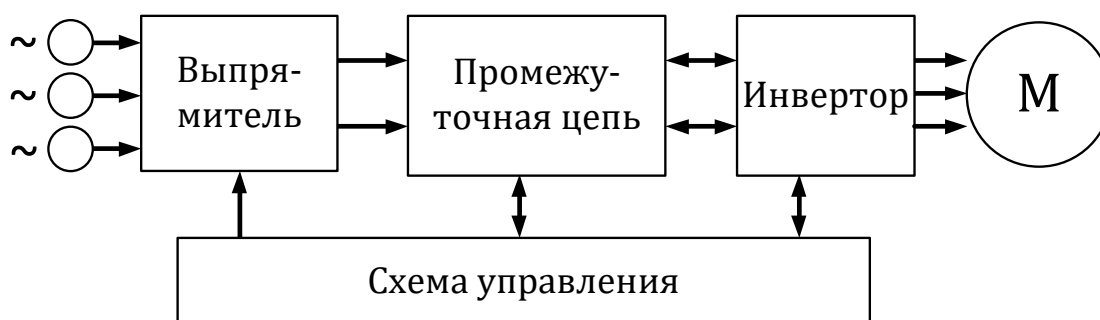 ~
~
~
Выпря-
митель
Промежу-
точная цепь
Инвертор
М
Схема управления